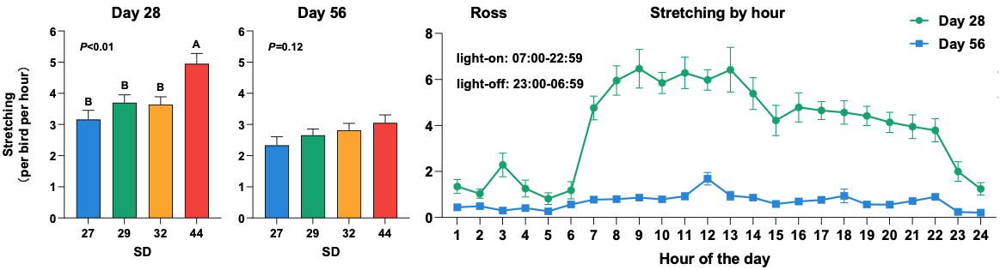 Day 28
Stretching
(per bird per hour)
6
5
4
3
2
1
0
P<0.01
B
B
B
A
27
29
32
44
SD
Day 56
6
5
4
3
2
1
0
P=0.12
27
29
32
44
SD
Ross
Stretching by hour
Day 28
Day 56
light-on: 07:00-22:59
light-off: 23:00-06:59
8
6
4
2
0
1 2 3 4 5 6 7 8 9 10 11 12 13 14 15 16 17 18 19 20 21 22 23 24
Hour of the day